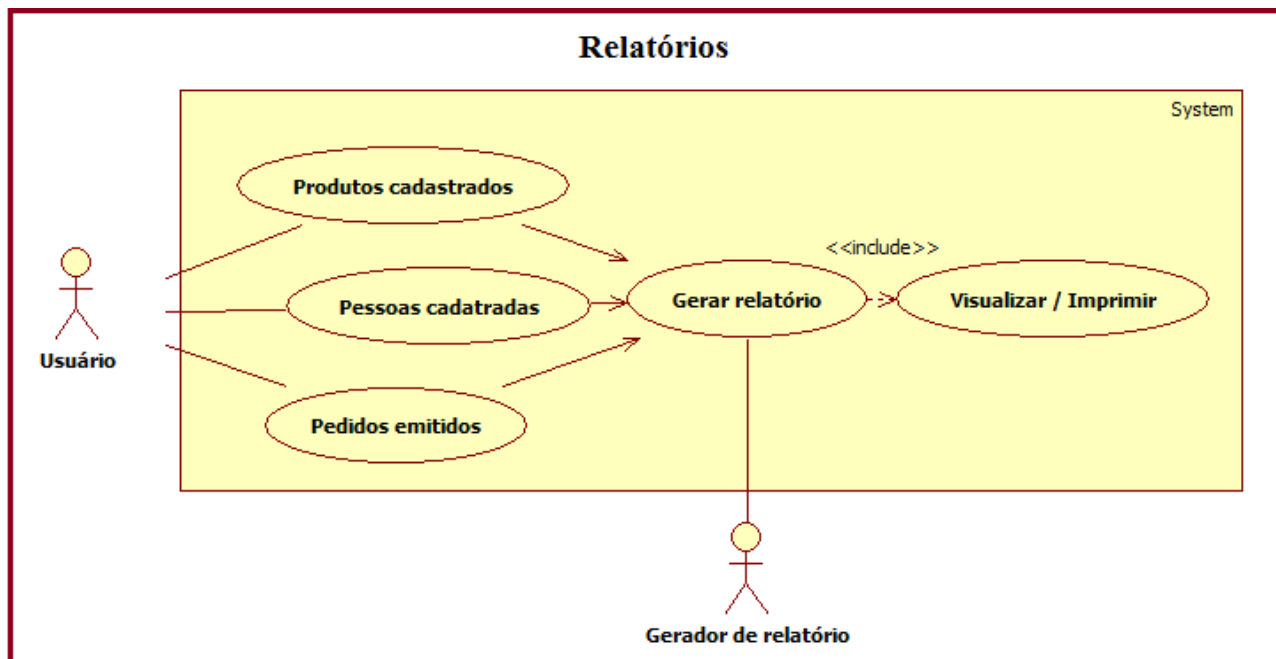 Relatórios
System
Produtos cadastrados
<<include>>
Pessoas cadatradas
Gerar relatório
Visualizar / Imprimir
Usuário
Pedidos emitidos
Gerador de relatório